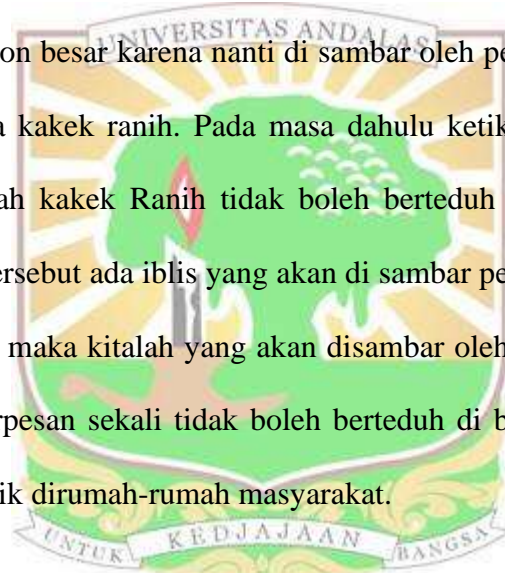 UNIVERSITAS ANDALAS
on besar karena nanti di sambar oleh pe
a kakek ranih. Pada masa dahulu ketik
ah kakek Ranih tidak boleh berteduh
ersebut ada iblis yang akan di sambar pe
maka kitalah yang akan disambar oleh
rpesan sekali tidak boleh berteduh di b
ik dirumah-rumah masyarakat.
UNTUK KEDJAJAAN BANGSA